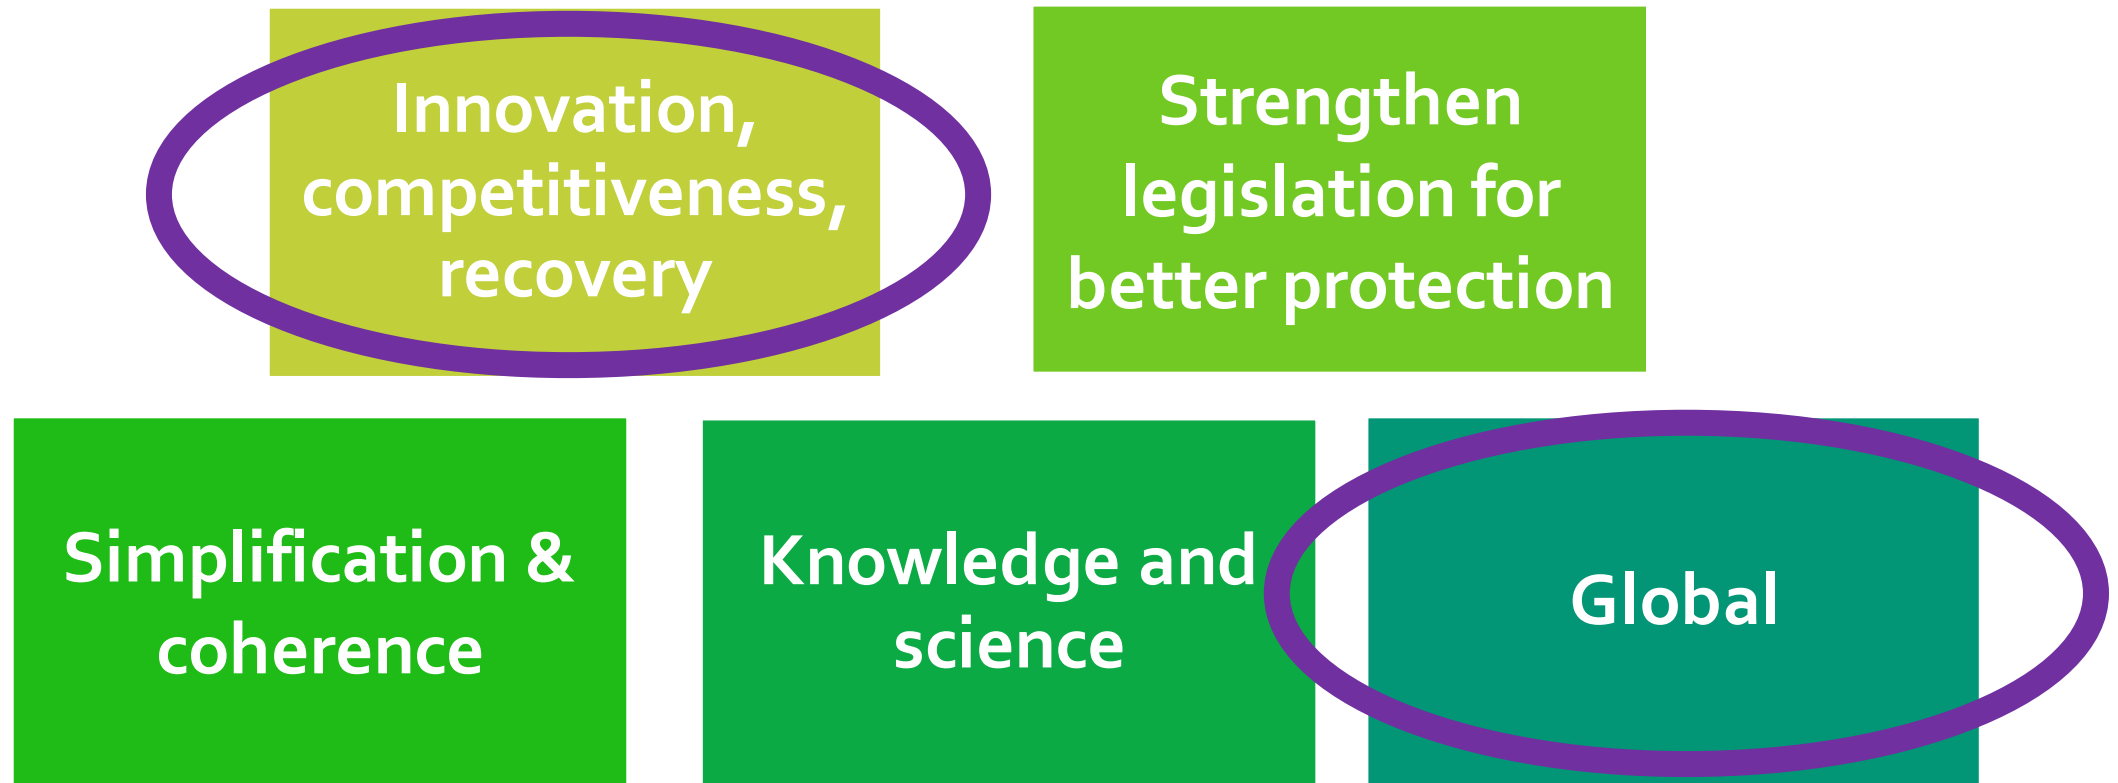 Innovation,
competitiveness,
recovery
Strengthen
legislation for
better protection
Simplification &
coherence
Knowledge and
science
Global